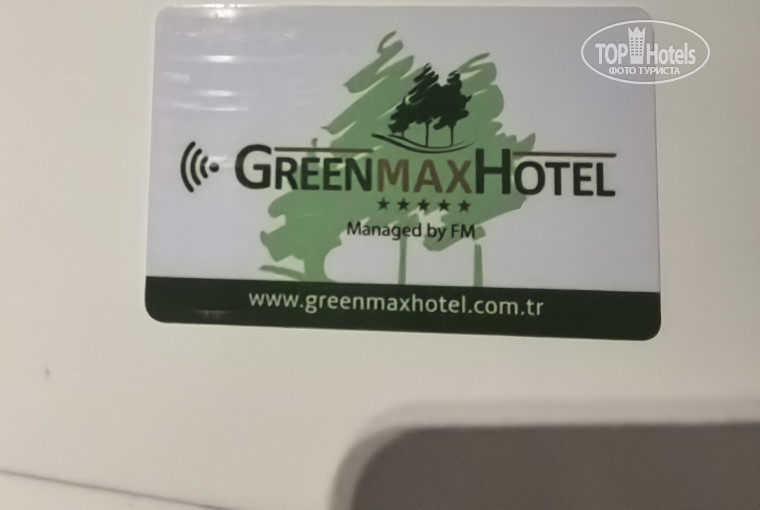 TOP Hotels
ФОТО ТУРИСТА
GREENMAXHOTEL
★★★★★
Managed by FM
www.greenmaxhotel.com.tr